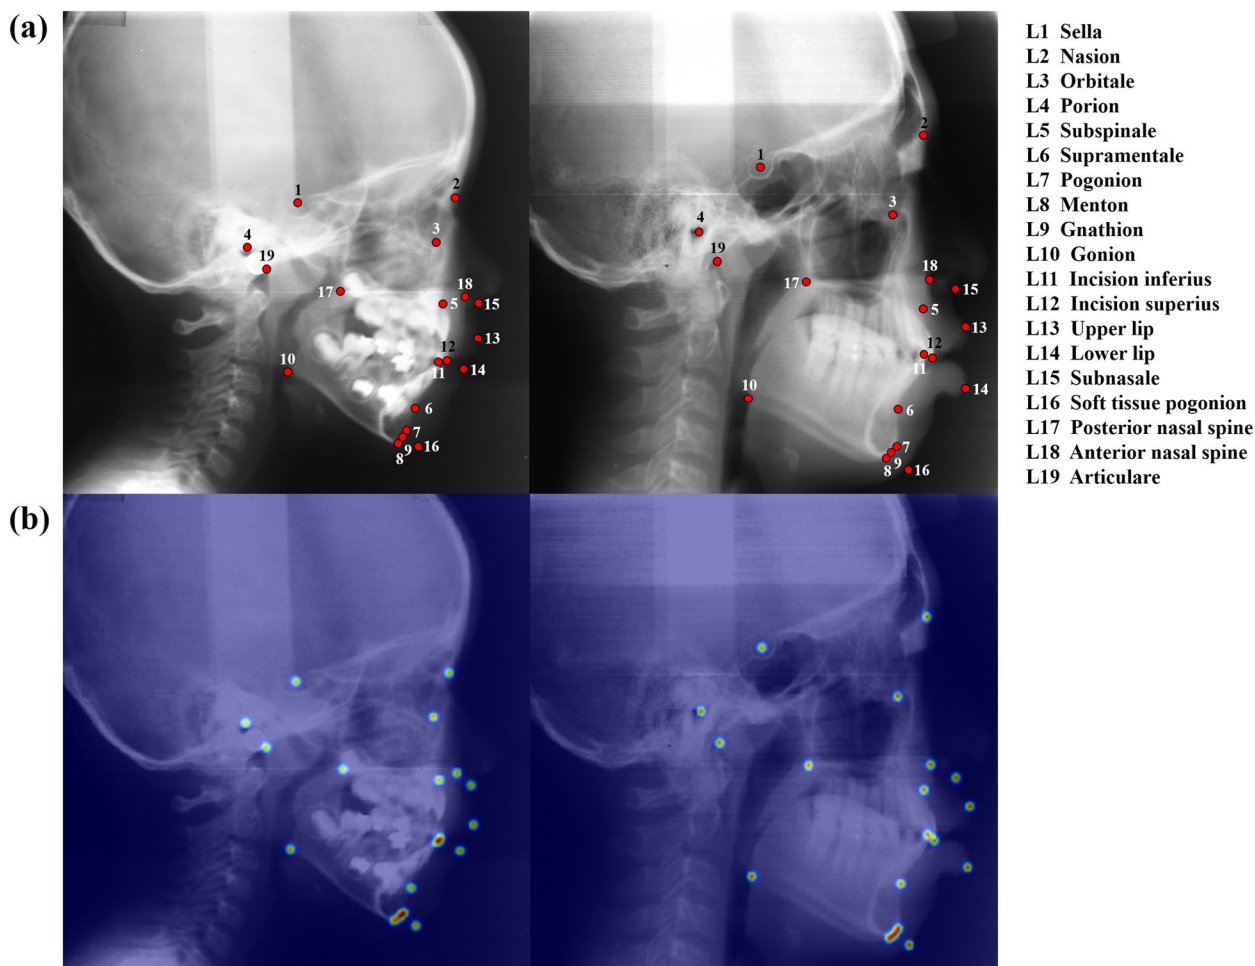 (a)
1
2
3
4
19
17
18
5
15
13
12
11
14
10
6
7
9
8
16
2
1
3
4
19
17
18
15
5
13
12
11
14
10
6
7
9
8
16
L1 Sella
L2 Nasion
L3 Orbitale
L4 Porion
L5 Subspinale
L6 Supramentale
L7 Pogonion
L8 Menton
L9 Gnathion
L10 Gonion
L11 Incision inferius
L12 Incision superius
L13 Upper lip
L14 Lower lip
L15 Subnasale
L16 Soft tissue pogonion
L17 Posterior nasal spine
L18 Anterior nasal spine
L19 Articulare
(b)